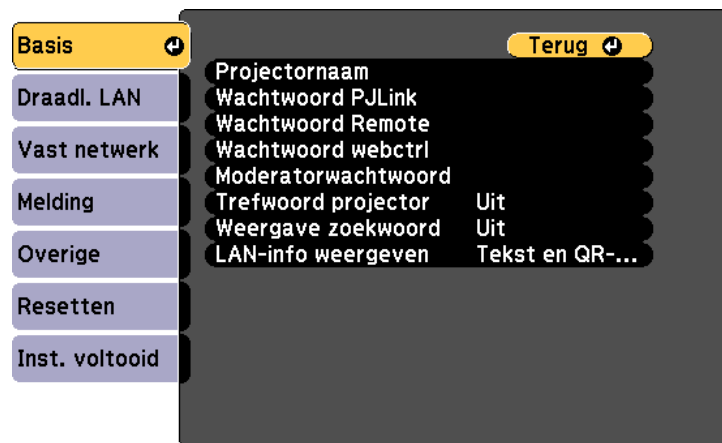 Basis
Draadl. LAN
Vast netwerk
Melding
Overige
Resetten
Inst. voltooid
Terug
Projectornaam
Wachtwoord PJLink
Wachtwoord Remote
Wachtwoord webctrl
Moderatorwachtwoord
Trefwoord projector Uit
Weergave zoekwoord Uit
LAN-info weergeven Tekst en QR-...